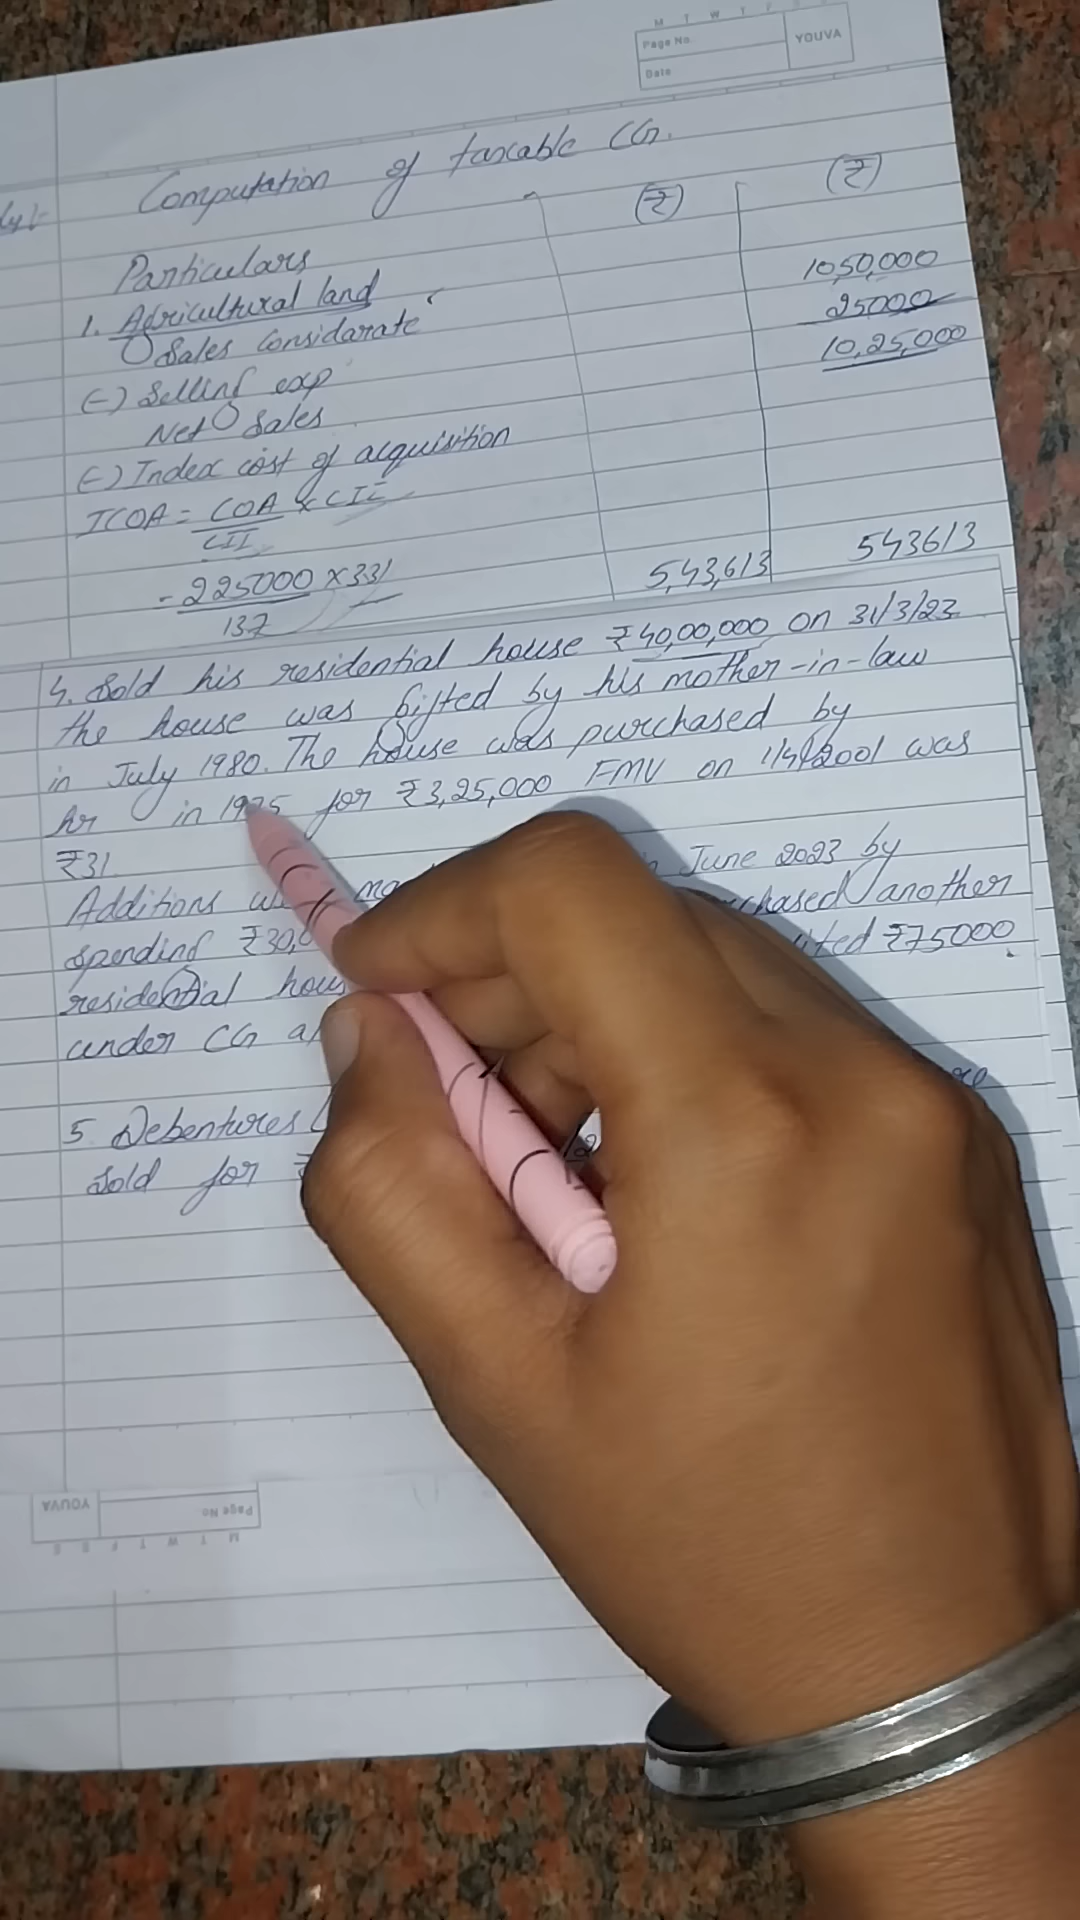 M T W T F
Page No.
YOUVA
Date
Computation of taxable CG.
Particulars (₹) (₹)
1. Agricultural land
Sales Considarate 1050,000
(-) Selling exp 25000
Net Sales 10,25,000
(-) Index cost of acquisition
ICOA = COA x CII
CII
- 225000 x 331 5,43,613 543613
137
4. Sold his residential house ₹40,00,000 on 31/3/23
the house was gifted by his mother-in-law
in July 1980. The house was purchased by
hr in 1975 for ₹3,25,000 FMV on 1/4/2001 was
₹31
Additions June 2023 by
spending ₹30,0 another
residential ₹75000
under CG
5. Debentures
Sold for
YOUVA
Page No
M T W T F S S